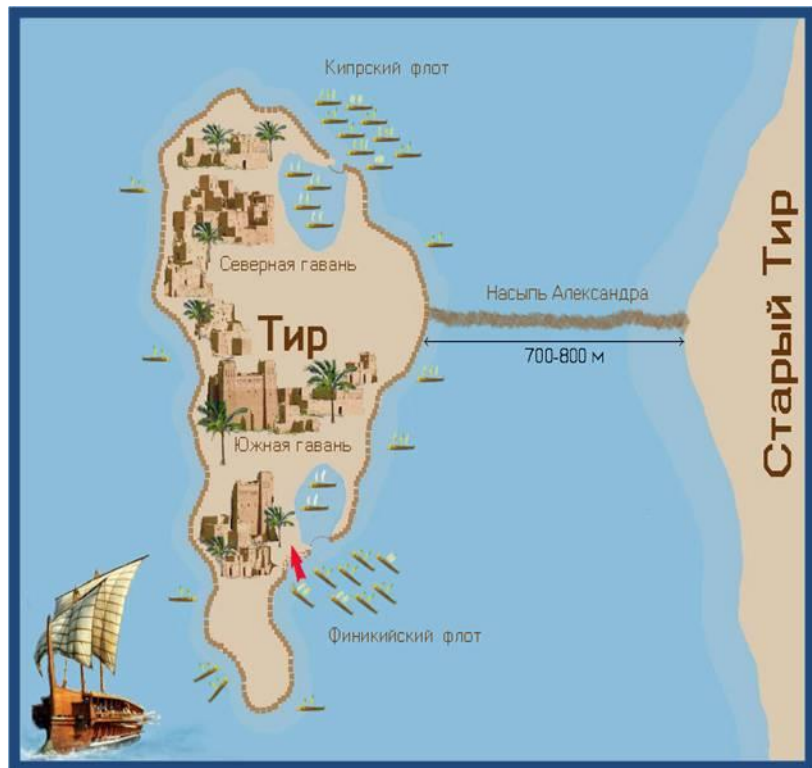 Кипрский флот
Северная гавань
Насыпь Александра
Тир
700-800 м
Старый Тир
Южная гавань
Финикийский флот